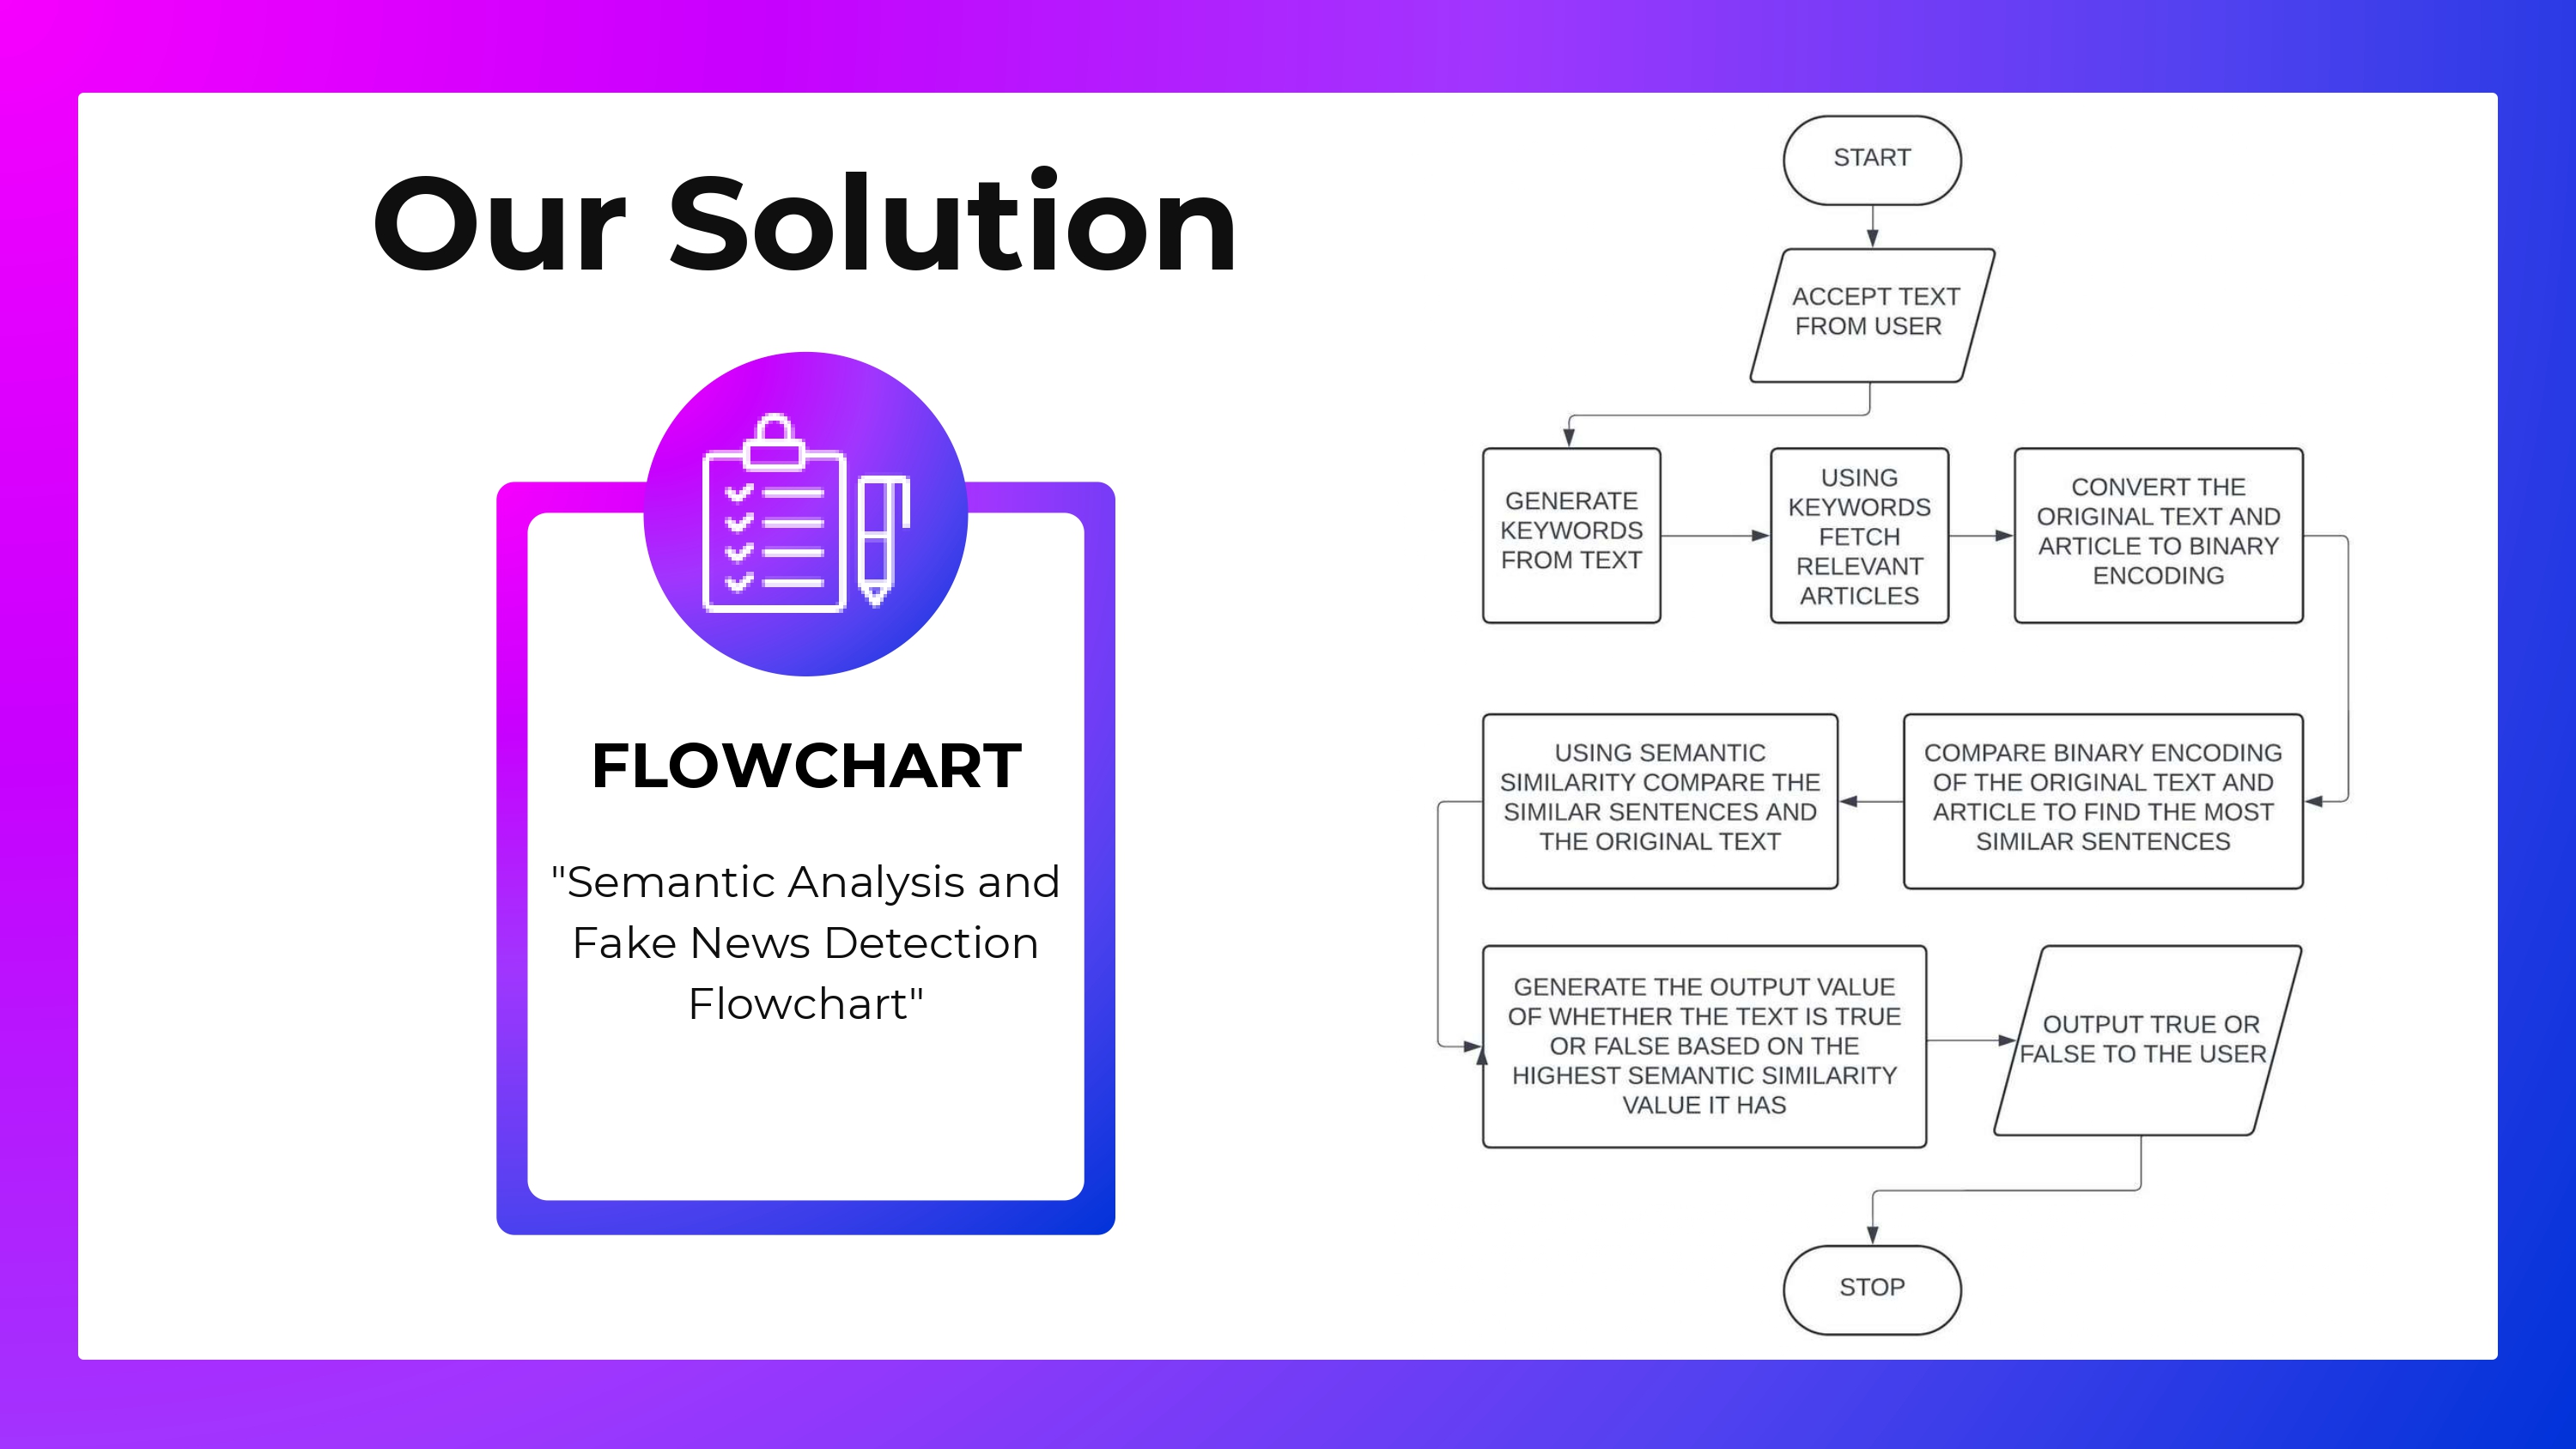 Our Solution
FLOWCHART
"Semantic Analysis and
Fake News Detection
Flowchart"
START
ACCEPT TEXT
FROM USER
GENERATE
KEYWORDS
FROM TEXT
USING
KEYWORDS
FETCH
RELEVANT
ARTICLES
CONVERT THE
ORIGINAL TEXT AND
ARTICLE TO BINARY
ENCODING
COMPARE BINARY ENCODING
OF THE ORIGINAL TEXT AND
ARTICLE TO FIND THE MOST
SIMILAR SENTENCES
USING SEMANTIC
SIMILARITY COMPARE THE
SIMILAR SENTENCES AND
THE ORIGINAL TEXT
GENERATE THE OUTPUT VALUE
OF WHETHER THE TEXT IS TRUE
OR FALSE BASED ON THE
HIGHEST SEMANTIC SIMILARITY
VALUE IT HAS
OUTPUT TRUE OR
FALSE TO THE USER
STOP